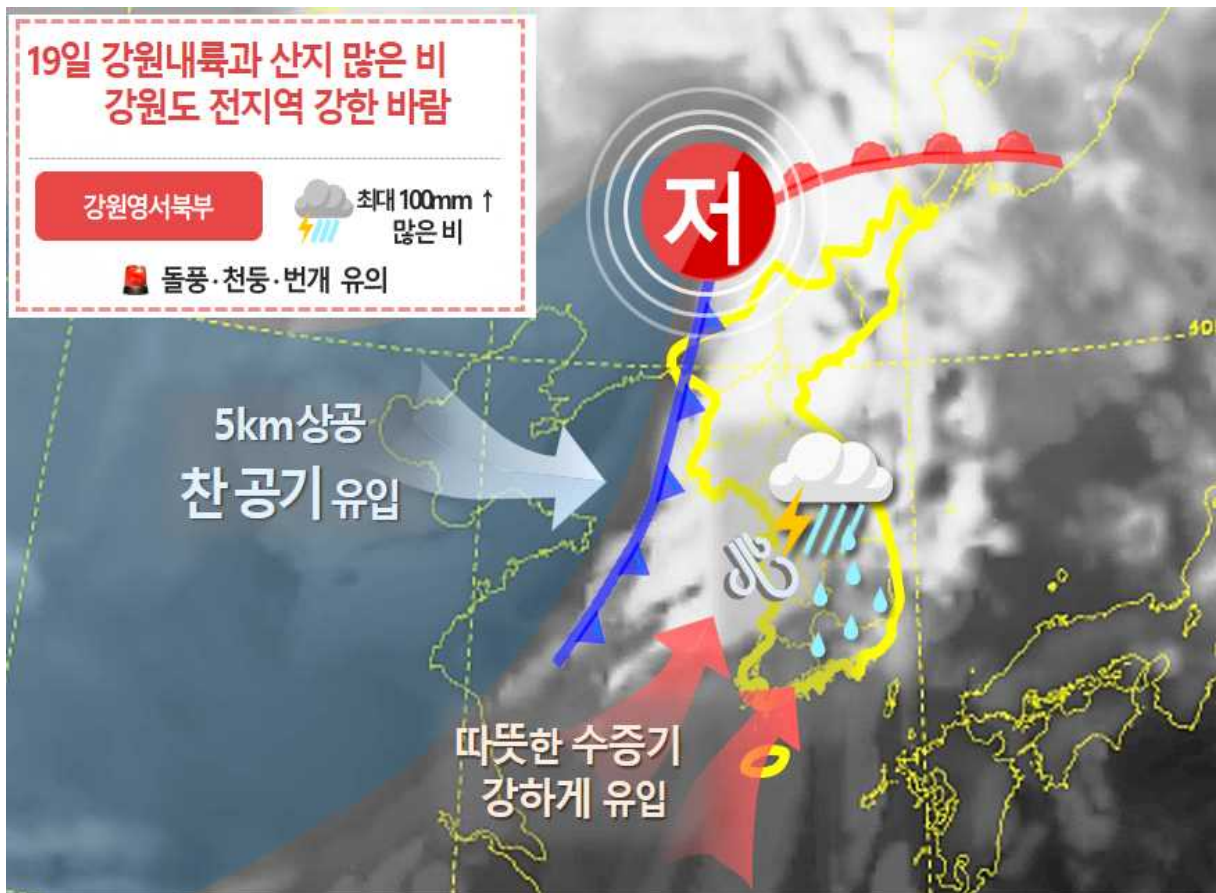 19일 강원내륙과 산지 많은 비
강원도 전지역 강한 바람
강원영서북부
최대 100mm ↑
많은 비
돌풍·천둥·번개 유의
저
5km상공
찬 공기 유입
따뜻한 수증기
강하게 유입